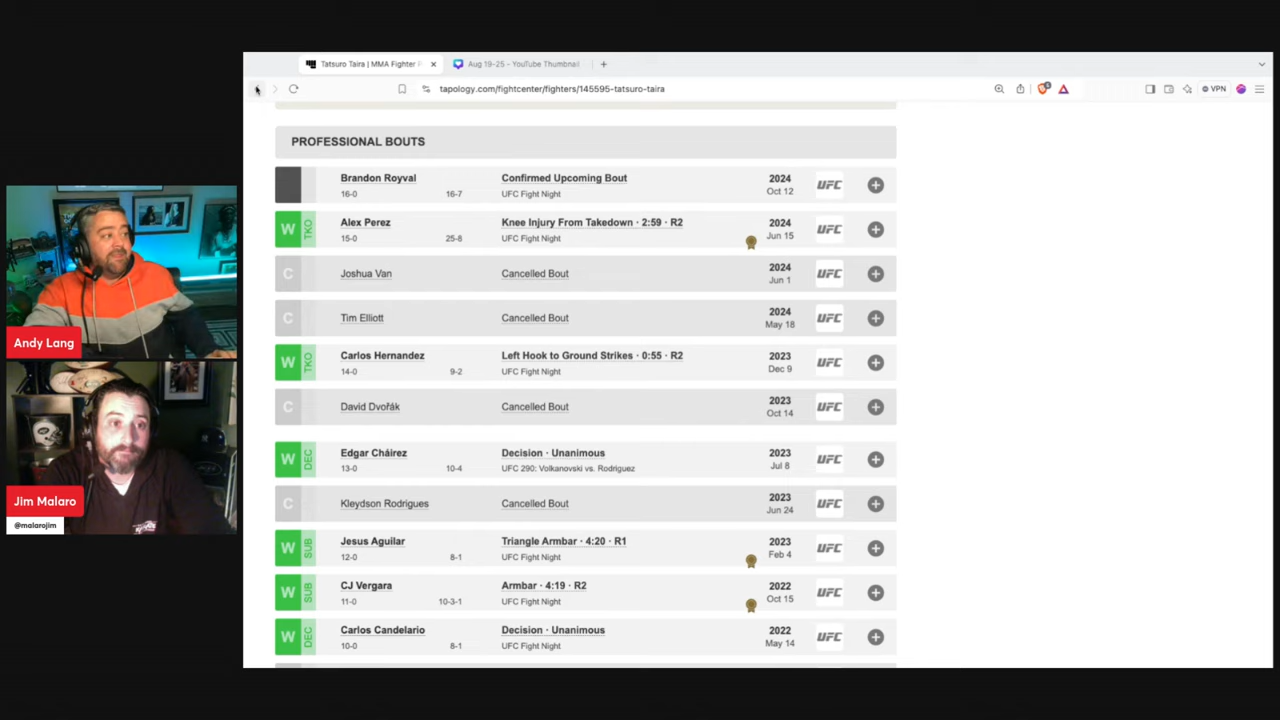 Tatsuro Taira | MMA Fighter
Aug 19-25 - YouTube Thumbnail
tapology.com/fightcenter/fighters/145595-tatsuro-taira
VPN
PROFESSIONAL BOUTS
Brandon Royval Confirmed Upcoming Bout 2024
16-0 16-7 UFC Fight Night Oct 12 UFC
W TKO Alex Perez Knee Injury From Takedown · 2:59 · R2 2024
15-0 25-8 UFC Fight Night Jun 15 UFC
C Joshua Van Cancelled Bout 2024
Jun 1 UFC
C Tim Elliott Cancelled Bout 2024
May 18 UFC
W TKO Carlos Hernandez Left Hook to Ground Strikes · 0:55 · R2 2023
14-0 9-2 UFC Fight Night Dec 9 UFC
C David Dvořák Cancelled Bout 2023
Oct 14 UFC
W DEC Edgar Cháirez Decision · Unanimous 2023
13-0 10-4 UFC 290: Volkanovski vs. Rodriguez Jul 8 UFC
C Kleydson Rodrigues Cancelled Bout 2023
Jun 24 UFC
W SUB Jesus Aguilar Triangle Armbar · 4:20 · R1 2023
12-0 8-1 UFC Fight Night Feb 4 UFC
W SUB CJ Vergara Armbar · 4:19 · R2 2022
11-0 10-3-1 UFC Fight Night Oct 15 UFC
W DEC Carlos Candelario Decision · Unanimous 2022
10-0 8-1 UFC Fight Night May 14 UFC
Andy Lang
Jim Malaro
@malarojim